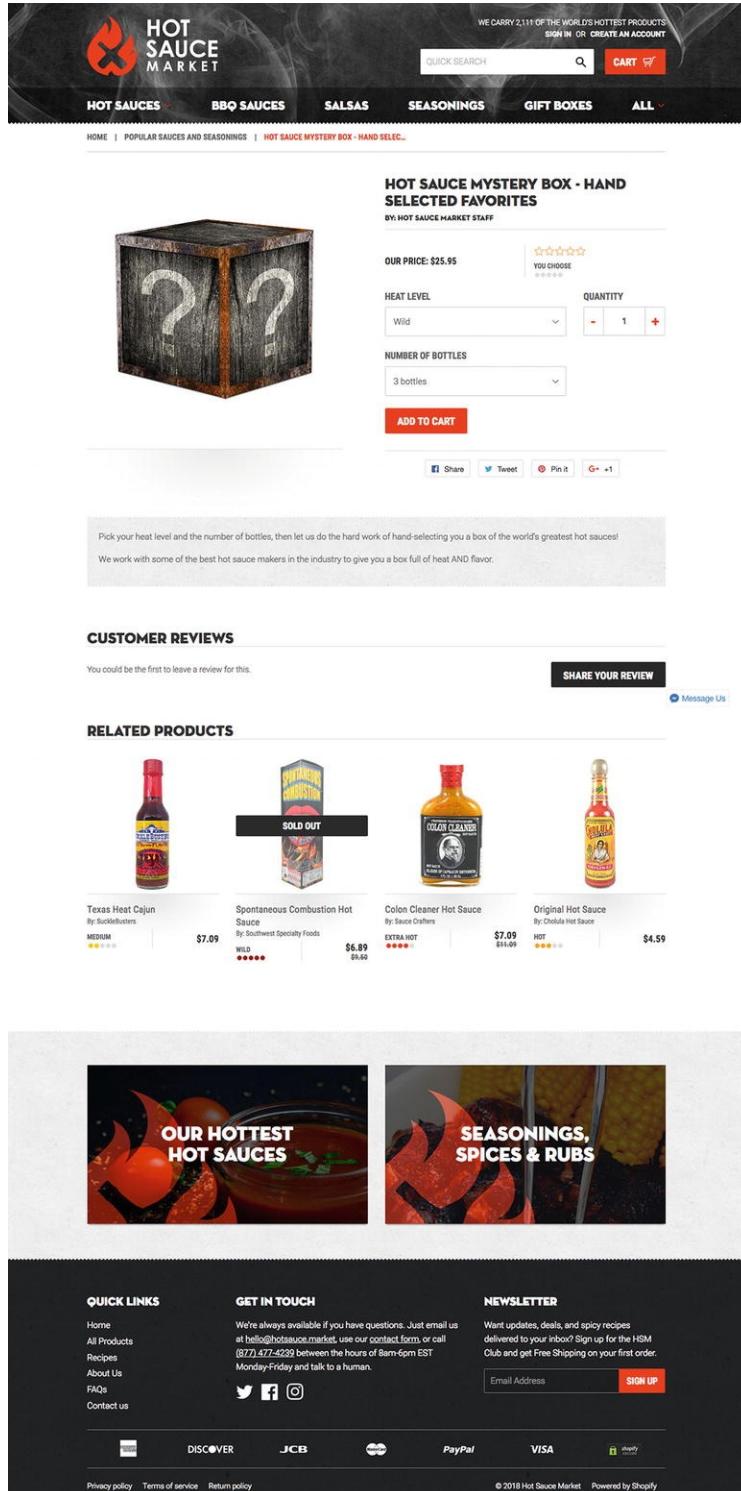 HOT
SAUCE
MARKET
WE CARRY 2,111 OF THE WORLD'S HOTTEST PRODUCTS
SIGN IN OR CREATE AN ACCOUNT
QUICK SEARCH
CART
HOT SAUCES
BBQ SAUCES
SALSAS
SEASONINGS
GIFT BOXES
ALL
HOME | POPULAR SAUCES AND SEASONINGS | HOT SAUCE MYSTERY BOX - HAND SELEC...
? ?
HOT SAUCE MYSTERY BOX - HAND
SELECTED FAVORITES
BY: HOT SAUCE MARKET STAFF
OUR PRICE: $25.95
YOU CHOOSE
HEAT LEVEL
QUANTITY
Wild
- 1 +
NUMBER OF BOTTLES
3 bottles
ADD TO CART
Share
Tweet
Pin it
G+ +1
Pick your heat level and the number of bottles, then let us do the hard work of hand-selecting you a box of the world's greatest hot sauces!
We work with some of the best hot sauce makers in the industry to give you a box full of heat AND flavor.
CUSTOMER REVIEWS
You could be the first to leave a review for this.
SHARE YOUR REVIEW
Message Us
RELATED PRODUCTS
SPONTANEOUS
COMBUSTION
SOLD OUT
COLON CLEANER
CHOLULA
Texas Heat Cajun
By: SuckleBusters
MEDIUM
$7.09
Spontaneous Combustion Hot
Sauce
By: Southwest Specialty Foods
WILD
$6.89
$9.50
Colon Cleaner Hot Sauce
By: Sauce Crafters
EXTRA HOT
$7.09
$11.09
Original Hot Sauce
By: Cholula Hot Sauce
HOT
$4.59
OUR HOTTEST
HOT SAUCES
SEASONINGS,
SPICES & RUBS
QUICK LINKS
Home
All Products
Recipes
About Us
FAQs
Contact us
GET IN TOUCH
We're always available if you have questions. Just email us
at hello@hotsauce.market, use our contact form, or call
(877) 477-4239 between the hours of 8am-6pm EST
Monday-Friday and talk to a human.
NEWSLETTER
Want updates, deals, and spicy recipes
delivered to your inbox? Sign up for the HSM
Club and get Free Shipping on your first order.
Email Address
SIGN UP
DISCOVER
JCB
MasterCard
PayPal
VISA
shopify
Privacy policy Terms of service Return policy
© 2018 Hot Sauce Market Powered by Shopify